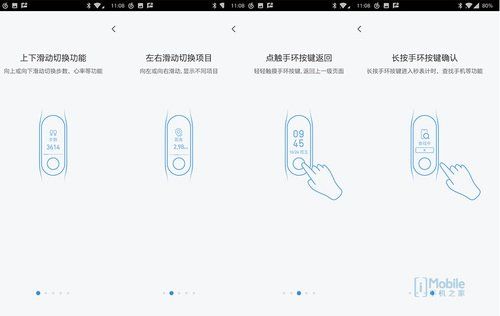 11:08
11:08
11:08
11:08
80%
上下滑动切换功能
向上或向下滑动切换步数、心率等功能
左右滑动切换项目
向左或向右滑动,显示不同项目
点触手环按键返回
轻轻触摸手环按键,返回上一级页面
长按手环按键确认
长按手环按键进入秒表计时、查找手机等功能
步数
3614
距离
2.98
09
45
查找中
iMobile
手机之家